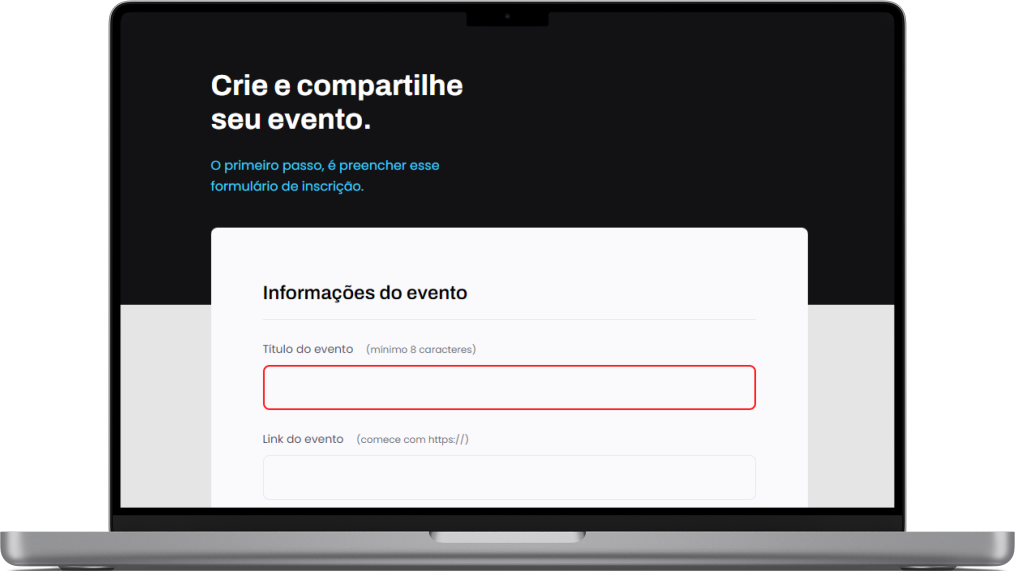 Crie e compartilhe
seu evento.
O primeiro passo, é preencher esse
formulário de inscrição.
Informações do evento
Título do evento (mínimo 8 caracteres)
Link do evento (comece com https://)